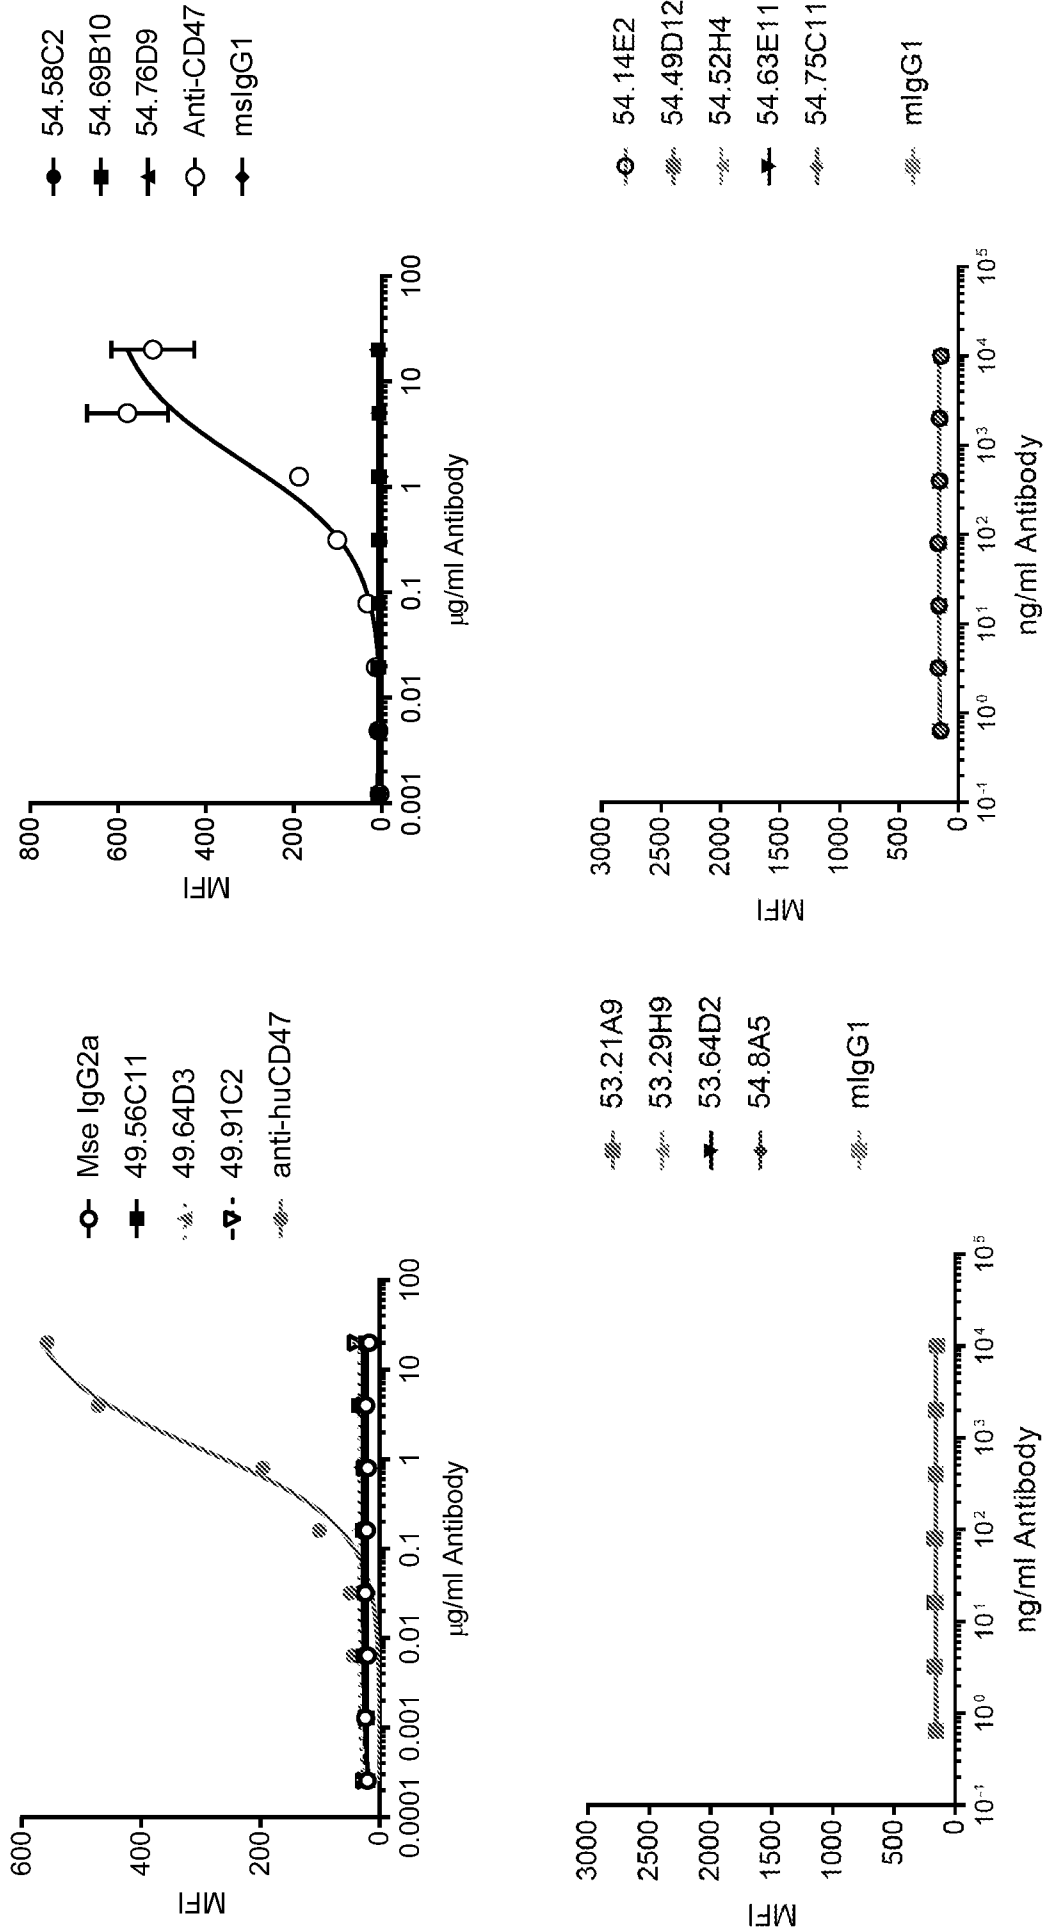 600
400
200
0
MFI
0.0001
0.001
0.01
0.1
1
10
100
µg/ml Antibody
Mse IgG2a
49.56C11
49.64D3
49.91C2
anti-huCD47
800
600
400
200
0
MFI
0.001
0.01
0.1
1
10
100
µg/ml Antibody
54.58C2
54.69B10
54.76D9
Anti-CD47
msIgG1
3000
2500
2000
1500
1000
500
0
MFI
10⁻¹
10⁰
10¹
10²
10³
10⁴
10⁵
ng/ml Antibody
53.21A9
53.29H9
53.64D2
54.8A5
mIgG1
3000
2500
2000
1500
1000
500
0
MFI
10⁻¹
10⁰
10¹
10²
10³
10⁴
10⁵
ng/ml Antibody
54.14E2
54.49D12
54.52H4
54.63E11
54.75C11
mIgG1